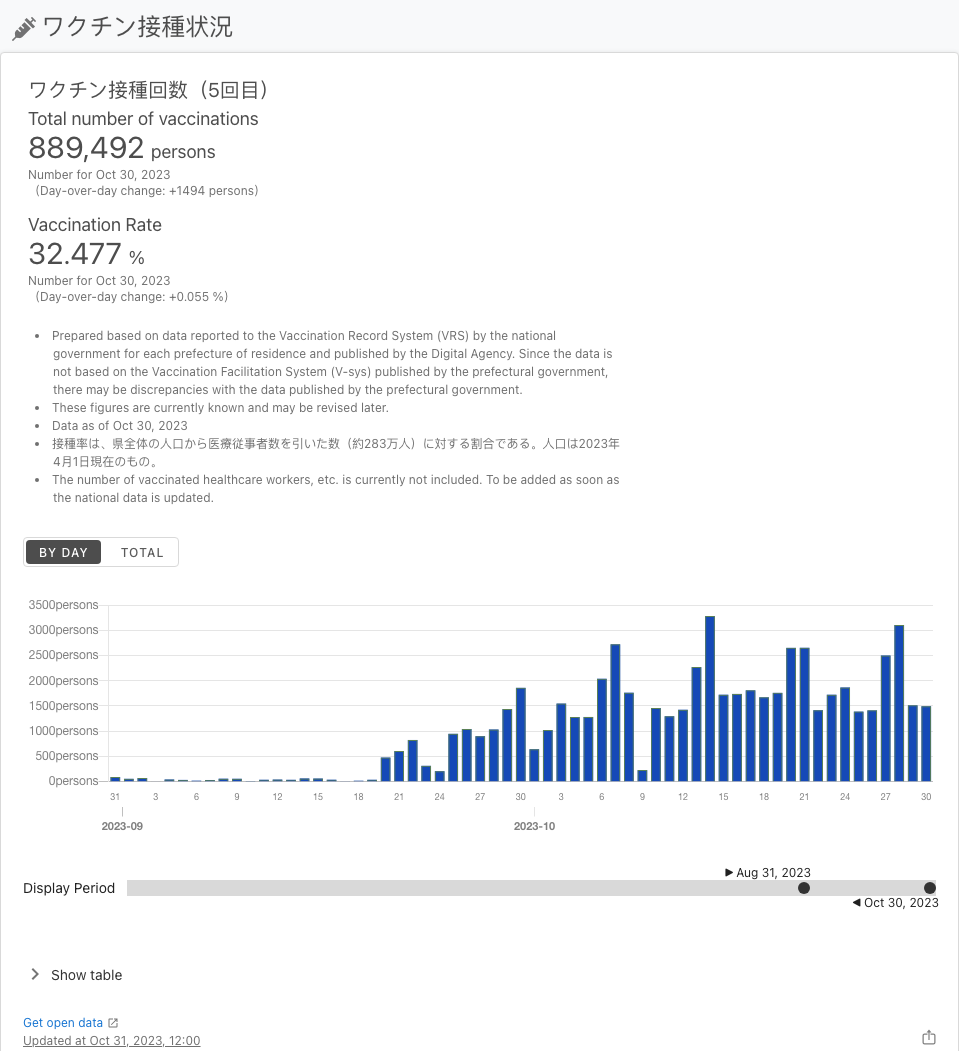 ワクチン接種状況
ワクチン接種回数（5回目）
Total number of vaccinations
889,492 persons
Number for Oct 30, 2023
（Day-over-day change: +1494 persons）
Vaccination Rate
32.477 %
Number for Oct 30, 2023
（Day-over-day change: +0.055 %）
• Prepared based on data reported to the Vaccination Record System (VRS) by the national
government for each prefecture of residence and published by the Digital Agency. Since the data is
not based on the Vaccination Facilitation System (V-sys) published by the prefectural government,
there may be discrepancies with the data published by the prefectural government.
• These figures are currently known and may be revised later.
• Data as of Oct 30, 2023
• 接種率は、県全体の人口から医療従事者数を引いた数（約283万人）に対する割合である。人口は2023年
4月1日現在のもの。
• The number of vaccinated healthcare workers, etc. is currently not included. To be added as soon as
the national data is updated.
BY DAY TOTAL
3500persons
3000persons
2500persons
2000persons
1500persons
1000persons
500persons
0persons
31 3 6 9 12 15 18 21 24 27 30 3 6 9 12 15 18 21 24 27 30
2023-09 2023-10
▶ Aug 31, 2023
Display Period
◀ Oct 30, 2023
Show table
Get open data
Updated at Oct 31, 2023, 12:00